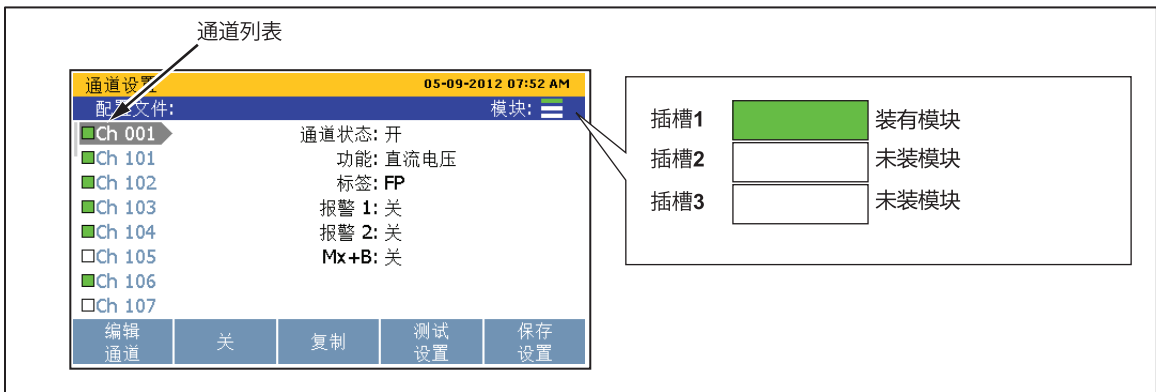 通道列表
通道设置
05-09-2012 07:52 AM
配置文件:
模块:
Ch 001
Ch 101
Ch 102
Ch 103
Ch 104
Ch 105
Ch 106
Ch 107
通道状态: 开
功能: 直流电压
标签: FP
报警 1: 关
报警 2: 关
Mx+B: 关
编辑
通道
关
复制
测试
设置
保存
设置
插槽1 装有模块
插槽2 未装模块
插槽3 未装模块